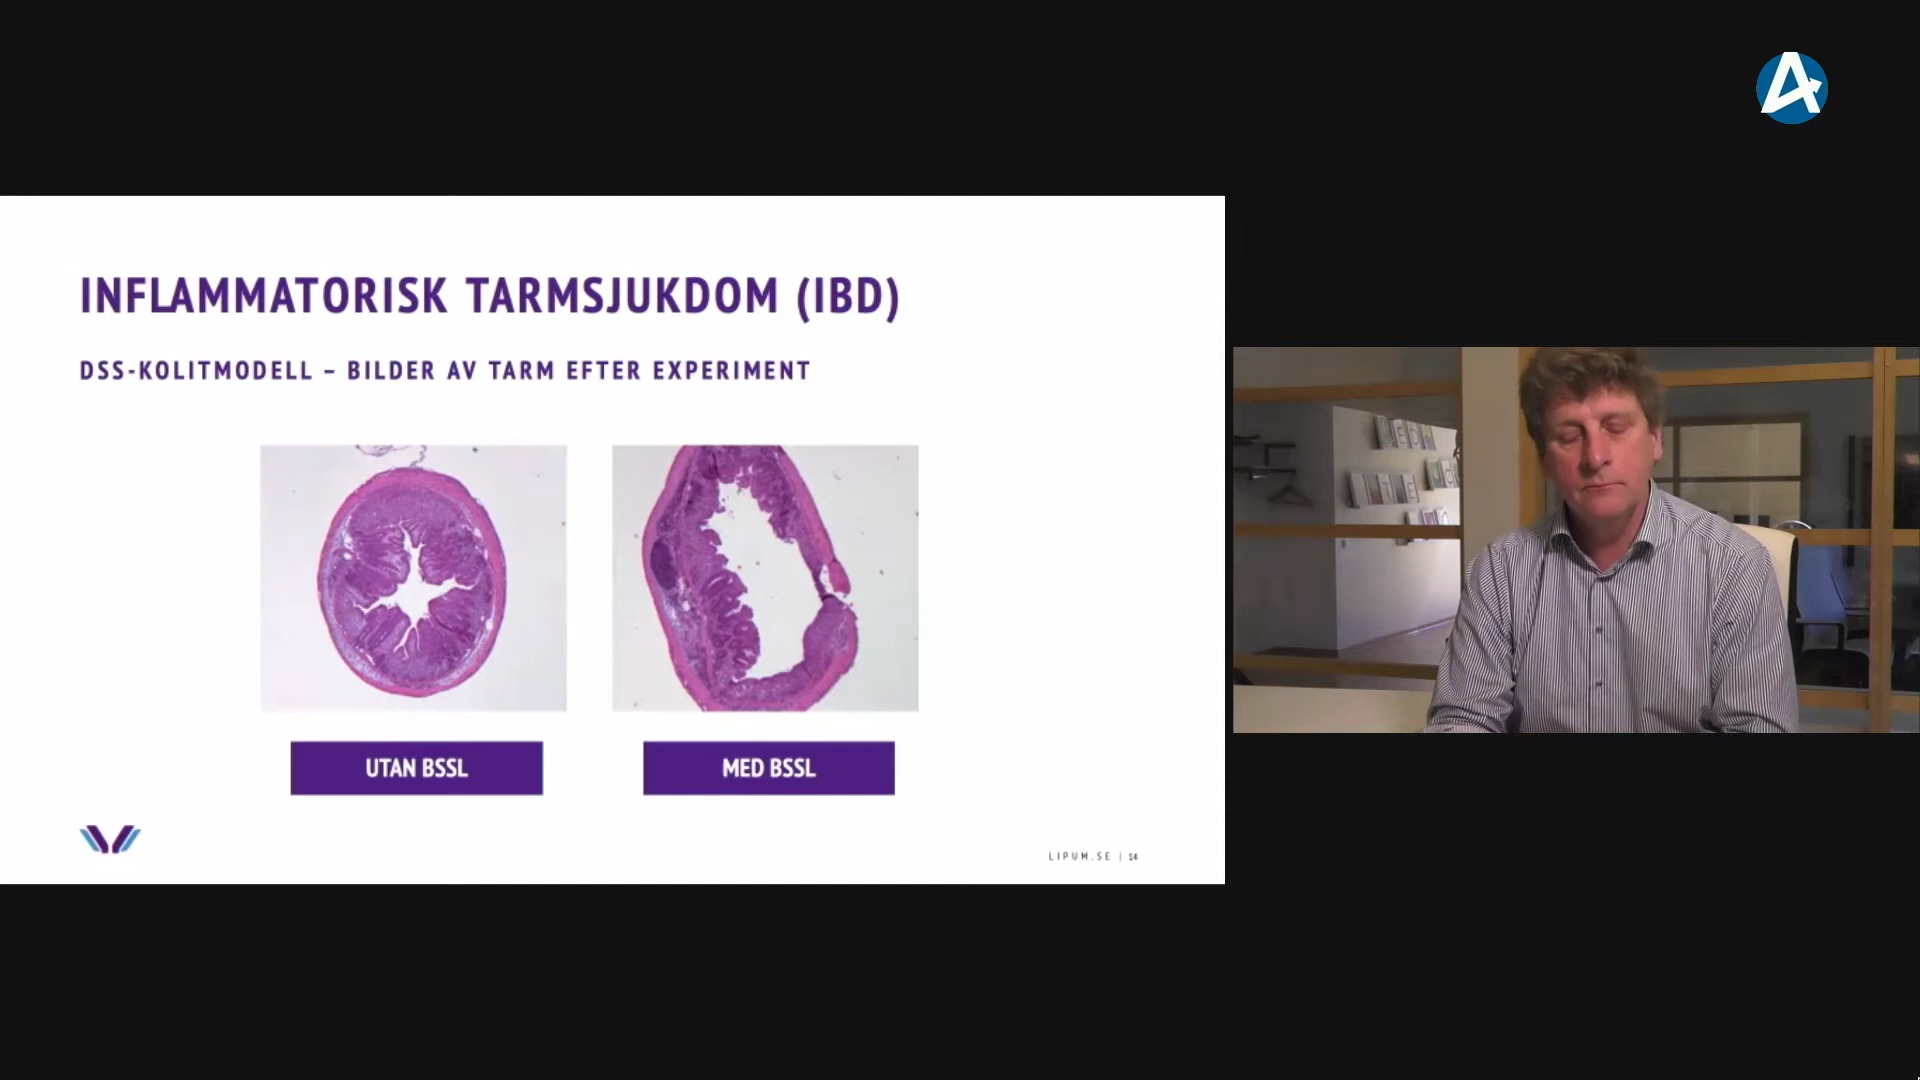 INFLAMMATORISK TARMSJUKDOM (IBD)
DSS-KOLITMODELL – BILDER AV TARM EFTER EXPERIMENT
UTAN BSSL
MED BSSL
LIPUM.SE | 14